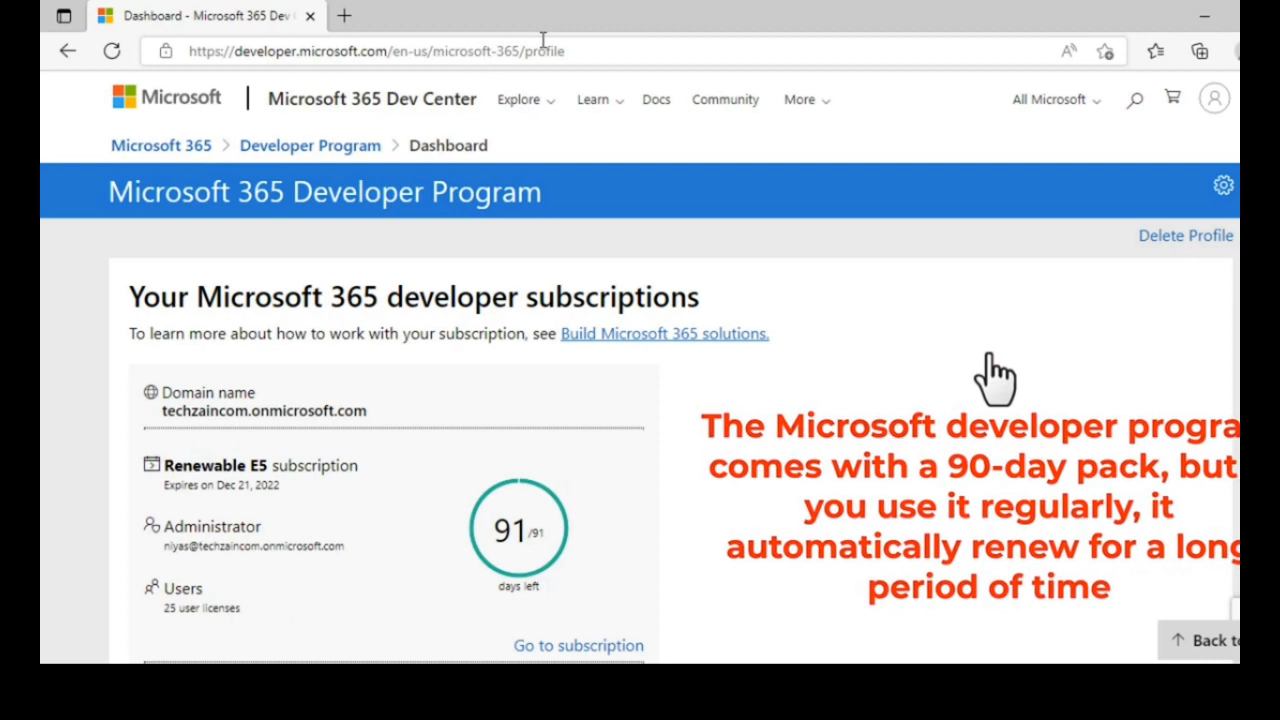 Dashboard - Microsoft 365 Dev
https://developer.microsoft.com/en-us/microsoft-365/profile
Microsoft | Microsoft 365 Dev Center Explore Learn Docs Community More All Microsoft
Microsoft 365 > Developer Program > Dashboard
Microsoft 365 Developer Program
Delete Profile
Your Microsoft 365 developer subscriptions
To learn more about how to work with your subscription, see Build Microsoft 365 solutions.
Domain name
techzaincom.onmicrosoft.com
Renewable E5 subscription
Expires on Dec 21, 2022
Administrator
niyas@techzaincom.onmicrosoft.com
Users
25 user licenses
91/91
days left
Go to subscription
The Microsoft developer progra
comes with a 90-day pack, but
you use it regularly, it
automatically renew for a long
period of time
Back to